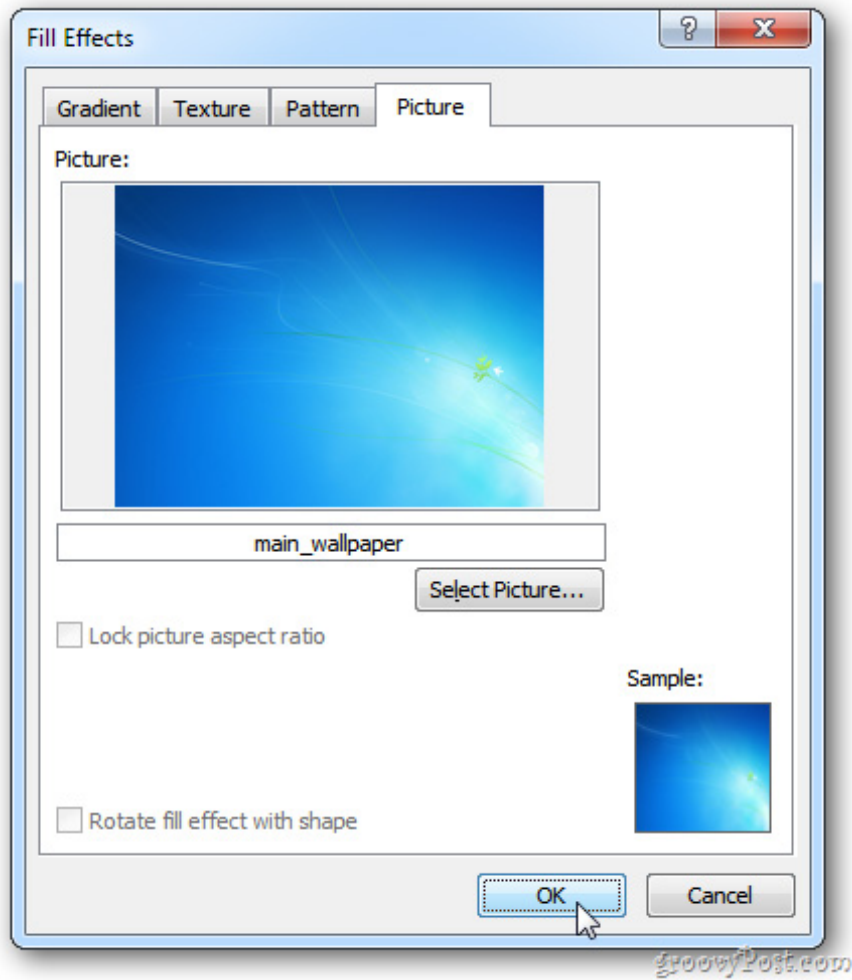 Fill Effects
Gradient Texture Pattern Picture
Picture:
main_wallpaper
Select Picture...
Lock picture aspect ratio
Sample:
Rotate fill effect with shape
OK Cancel
groovyPost.com